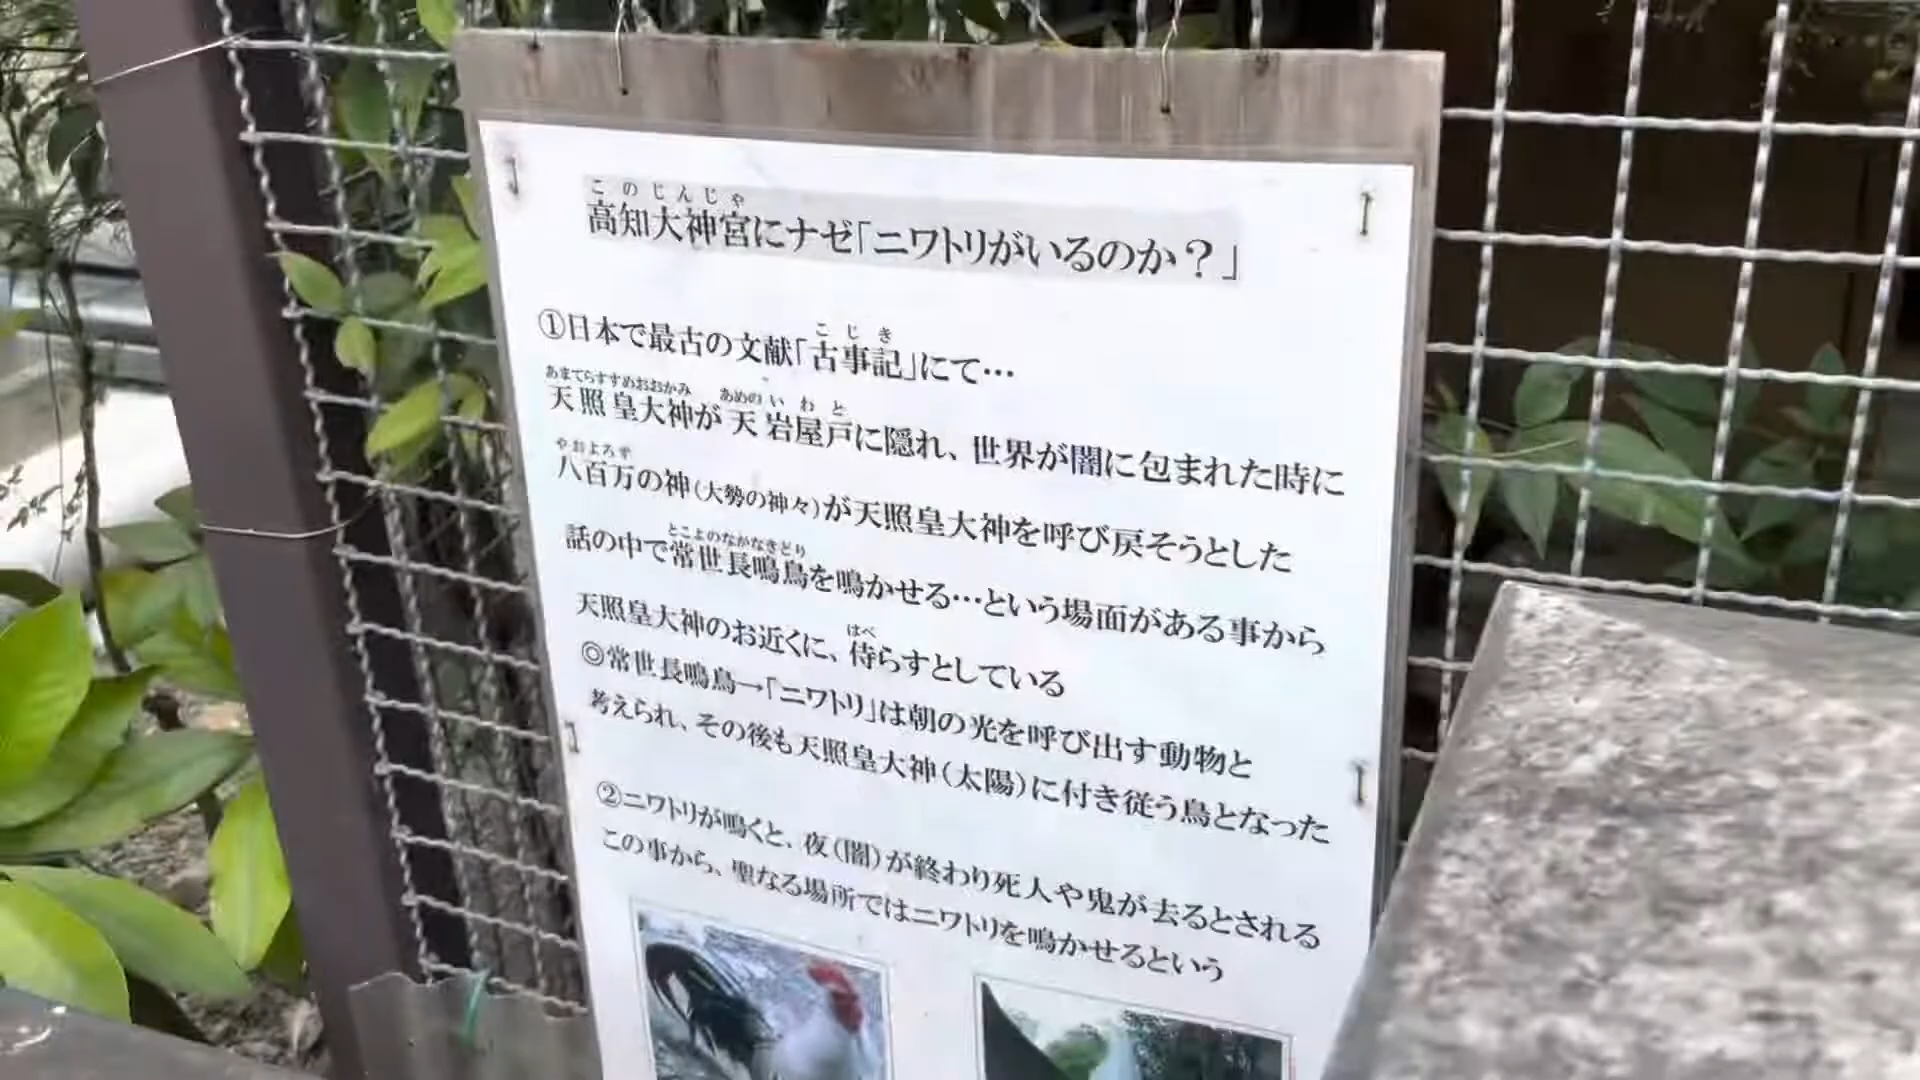 このじんじゃ
高知大神宮にナゼ「ニワトリがいるのか？」
こじき
①日本で最古の文献「古事記」にて…
あまてらすすめおおかみ あめのいわと
天照皇大神が天岩屋戸に隠れ、世界が闇に包まれた時に
やおよろず
八百万の神（大勢の神々）が天照皇大神を呼び戻そうとした
とこよのながなきどり
話の中で常世長鳴鳥を鳴かせる…という場面がある事から
はべ
天照皇大神のお近くに、侍らすとしている
◎常世長鳴鳥→「ニワトリ」は朝の光を呼び出す動物と
考えられ、その後も天照皇大神（太陽）に付き従う鳥となった
②ニワトリが鳴くと、夜（闇）が終わり死人や鬼が去るとされる
この事から、聖なる場所ではニワトリを鳴かせるという